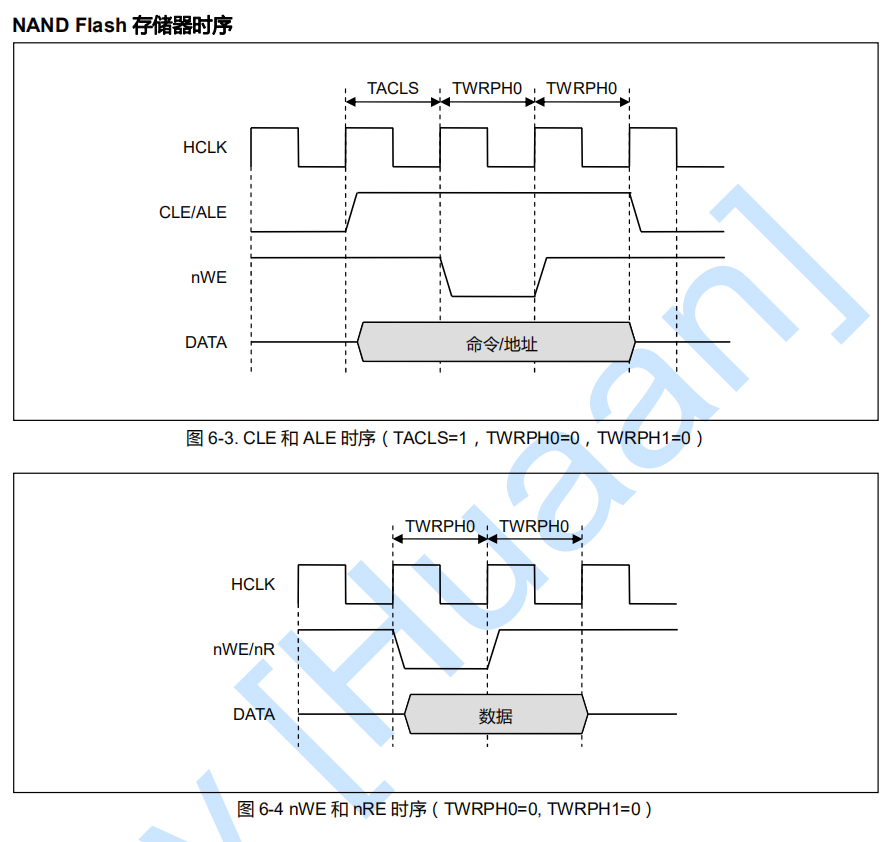 NAND Flash 存储器时序
TACLS TWRPH0 TWRPH0
HCLK
CLE/ALE
nWE
DATA 命令/地址
图 6-3. CLE 和 ALE 时序（TACLS=1，TWRPH0=0，TWRPH1=0）
TWRPH0 TWRPH0
HCLK
nWE/nR
DATA 数据
图 6-4 nWE 和 nRE 时序（TWRPH0=0, TWRPH1=0）
y [Huaan]